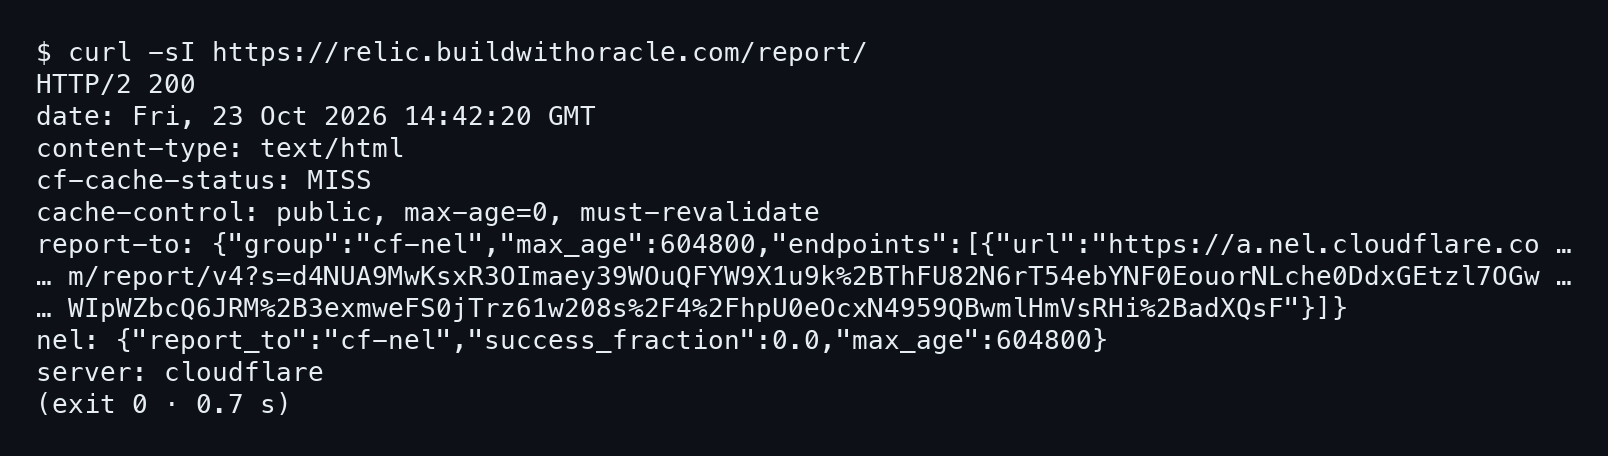 $ curl -sI https://relic.buildwithoracle.com/report/
HTTP/2 200
date: Fri, 23 Oct 2026 14:42:20 GMT
content-type: text/html
cf-cache-status: MISS
cache-control: public, max-age=0, must-revalidate
report-to: {"group":"cf-nel","max_age":604800,"endpoints":[{"url":"https://a.nel.cloudflare.co …
… m/report/v4?s=d4NUA9MwKsxR3OImaey39WOuQFYW9X1u9k%2BThFU82N6rT54ebYNF0EouorNLche0DdxGEtzl7OGw …
… WIpWZbcQ6JRM%2B3exmweFS0jTrz61w208s%2F4%2FhpU0eOcxN4959QBwmlHmVsRHi%2BadXQsF"}]}
nel: {"report_to":"cf-nel","success_fraction":0.0,"max_age":604800}
server: cloudflare
(exit 0 · 0.7 s)